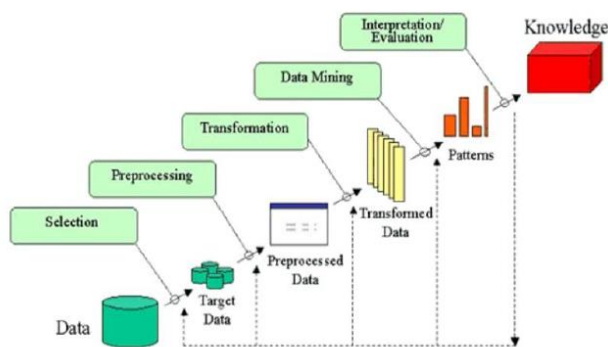 Interpretation/
Evaluation
Knowledge
Data Mining
Transformation
Patterns
Preprocessing
Transformed
Data
Selection
Preprocessed
Data
Target
Data
Data